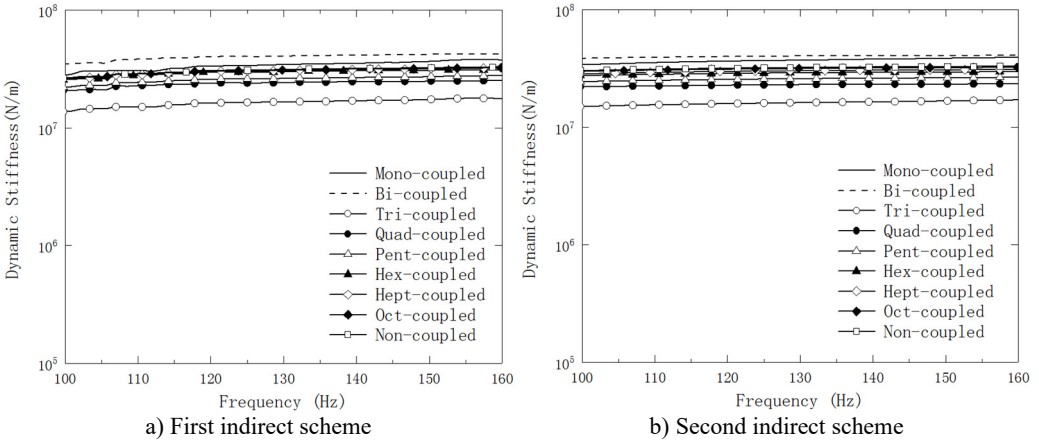 10⁸
10⁷
10⁶
10⁵
Dynamic Stiffness(N/m)
Mono-coupled
Bi-coupled
Tri-coupled
Quad-coupled
Pent-coupled
Hex-coupled
Hept-coupled
Oct-coupled
Non-coupled
100 110 120 130 140 150 160
Frequency (Hz)
a) First indirect scheme
10⁸
10⁷
10⁶
10⁵
Dynamic Stiffness(N/m)
Mono-coupled
Bi-coupled
Tri-coupled
Quad-coupled
Pent-coupled
Hex-coupled
Hept-coupled
Oct-coupled
Non-coupled
100 110 120 130 140 150 160
Frequency (Hz)
b) Second indirect scheme